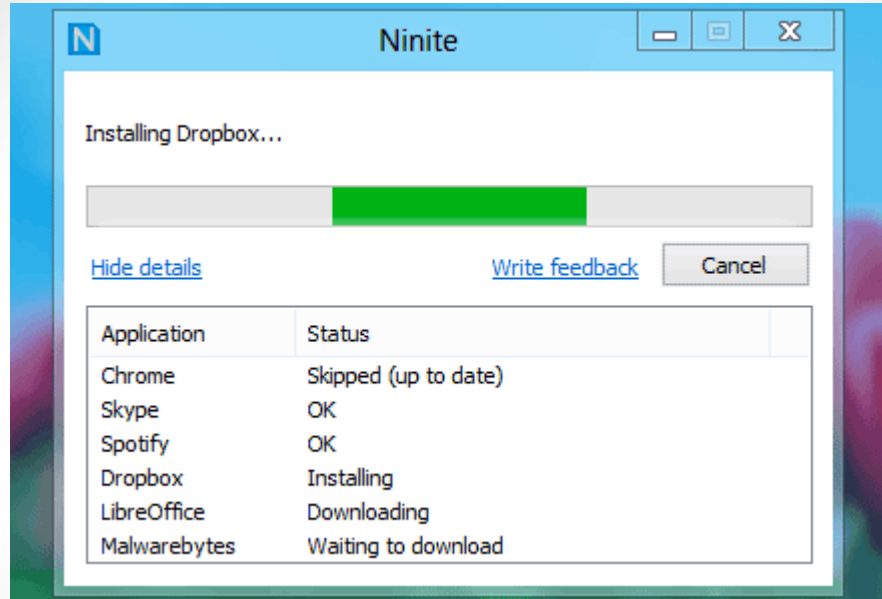 N Ninite
Installing Dropbox...
Hide details Write feedback Cancel
Application Status
Chrome Skipped (up to date)
Skype OK
Spotify OK
Dropbox Installing
LibreOffice Downloading
Malwarebytes Waiting to download